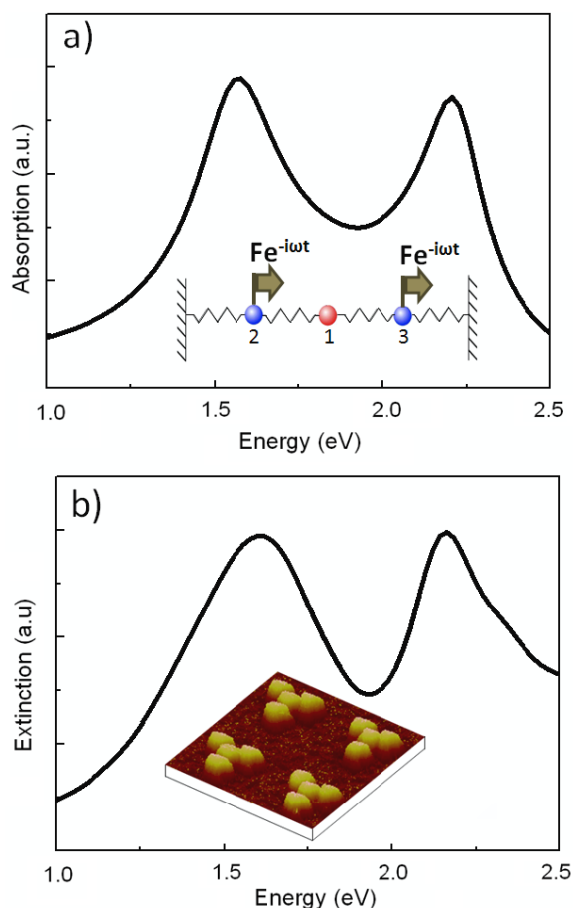 a)
Absorption (a.u.)
Fe-iωt Fe-iωt
2 1 3
1.0 1.5 2.0 2.5
Energy (eV)
b)
Extinction (a.u)
1.0 1.5 2.0 2.5
Energy (eV)